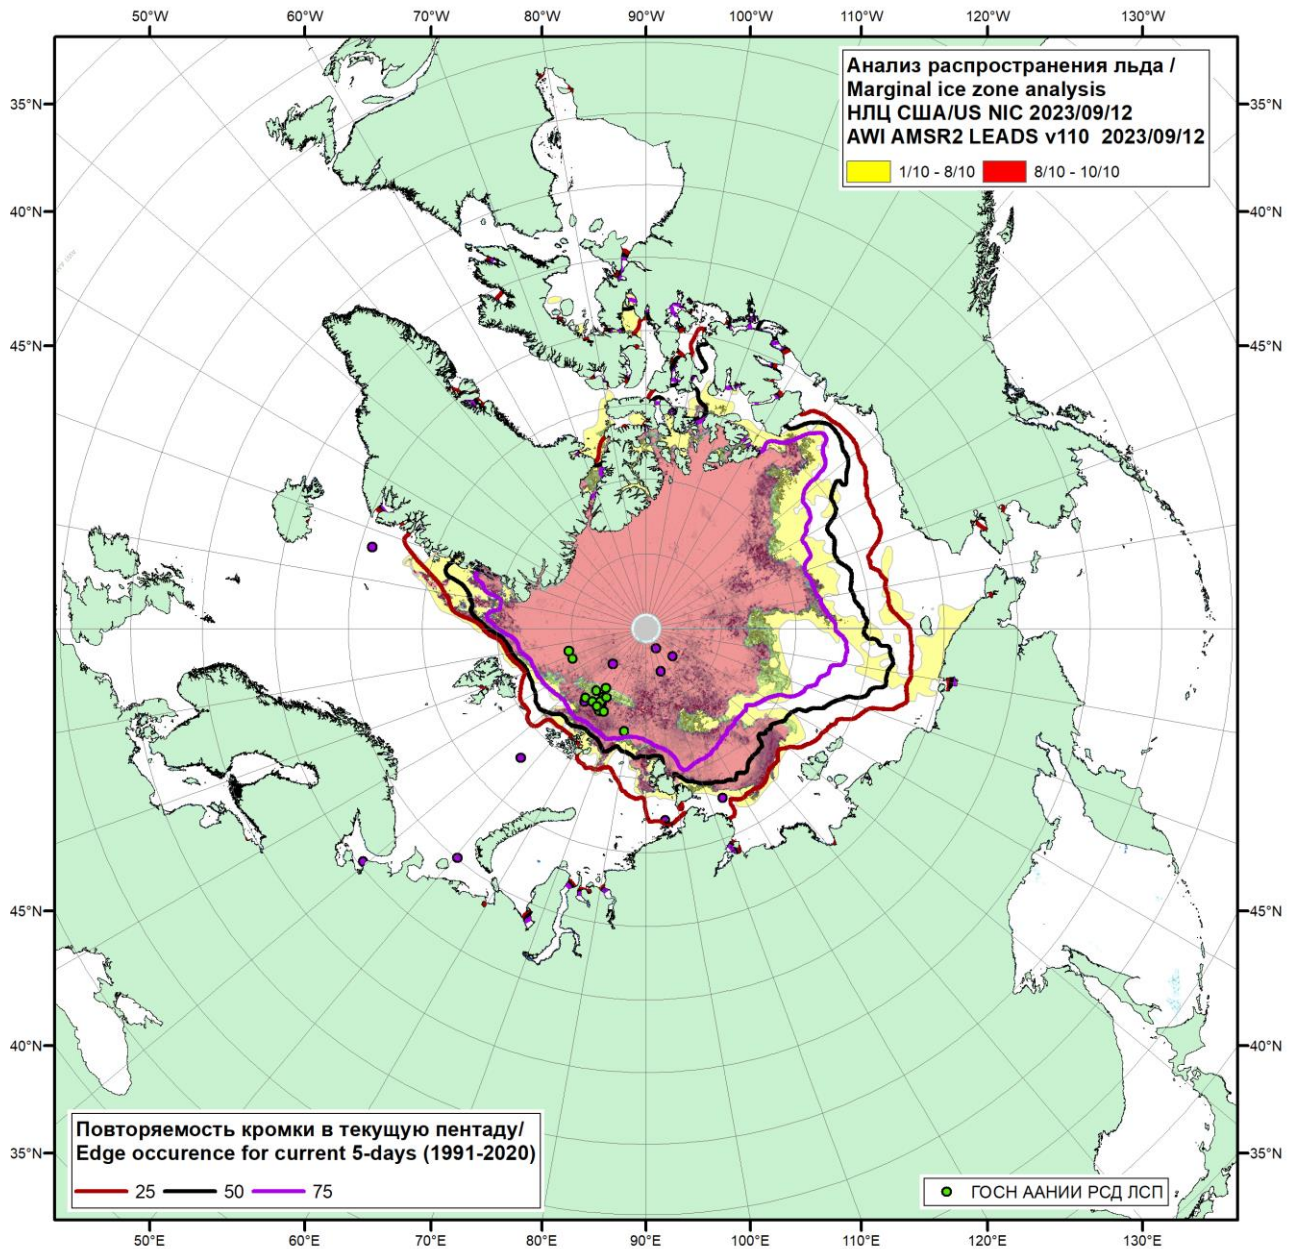 50°W 60°W 70°W 80°W 90°W 100°W 110°W 120°W 130°W
Анализ распространения льда /
Marginal ice zone analysis
НЛЦ США/US NIC 2023/09/12
AWI AMSR2 LEADS v110 2023/09/12
1/10 - 8/10 8/10 - 10/10
35°N 35°N
40°N 40°N
45°N 45°N
45°N 45°N
40°N 40°N
Повторяемость кромки в текущую пентаду/
Edge occurence for current 5-days (1991-2020)
35°N 35°N
25 50 75
ГОСН ААНИИ РСД ЛСП
50°E 60°E 70°E 80°E 90°E 100°E 110°E 120°E 130°E